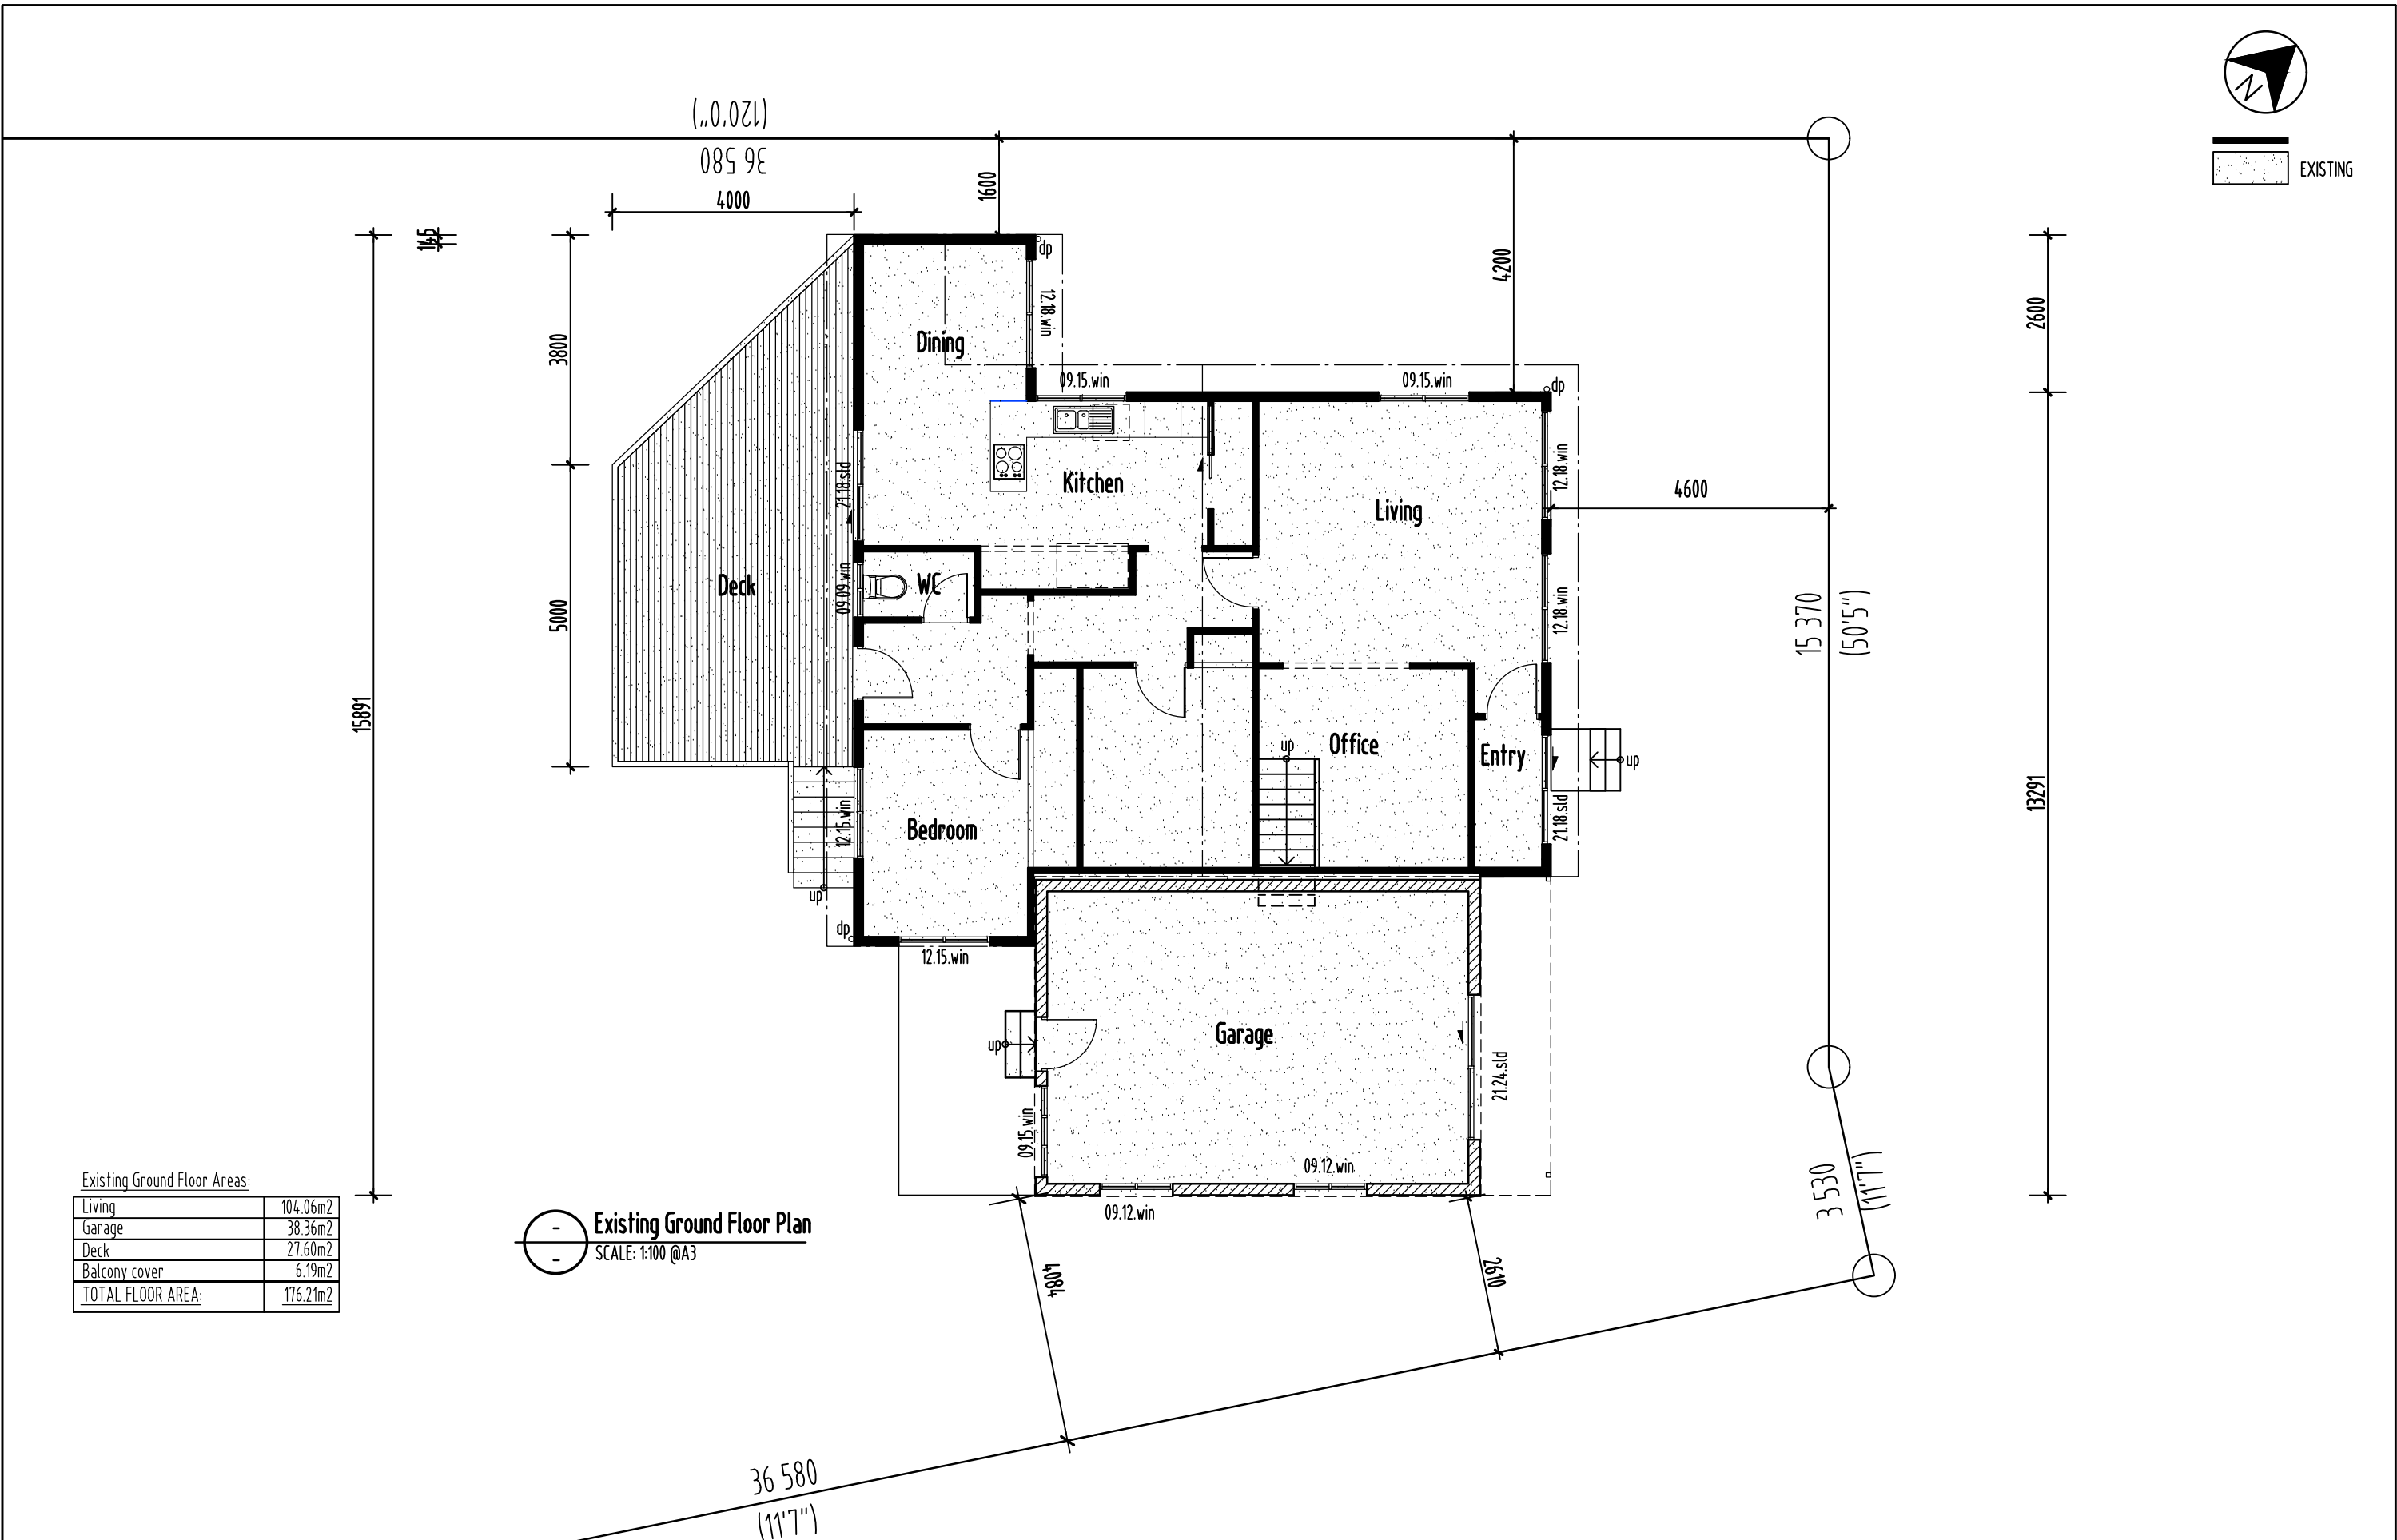 (120'0")
36 580
N
EXISTING
4000
1600
4200
145
2600
3800
dp
12.18.win
Dining
09.15.win
09.15.win
dp
21.18.sld
Kitchen
Living
12.18.win
4600
Deck
09.09.win
WC
12.18.win
5000
15 370
(50'5")
15891
up
Office
Entry
up
13291
12.15.win
Bedroom
21.18.sld
up
dp
12.15.win
up
Garage
21.24.sld
09.15.win
09.12.win
09.12.win
3 530
(11'7")
Existing Ground Floor Areas:
Living 104.06m2
Garage 38.36m2
Deck 27.60m2
Balcony cover 6.19m2
TOTAL FLOOR AREA: 176.21m2
-
-
Existing Ground Floor Plan
SCALE: 1:100 @A3
4084
2610
36 580
(11'7")